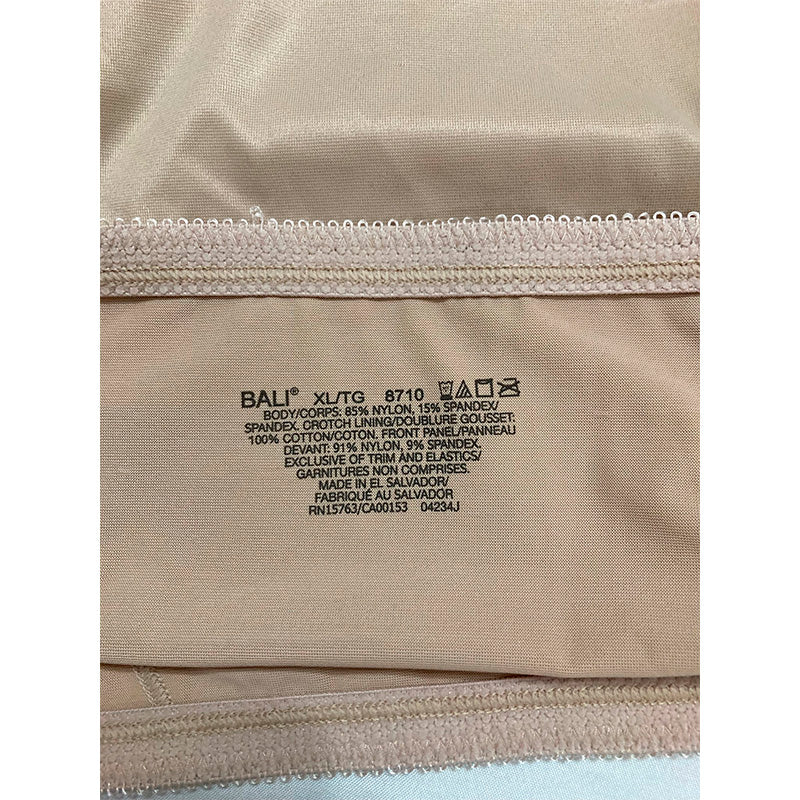 BALI® XL/TG 8710
BODY/CORPS: 85% NYLON, 15% SPANDEX/
SPANDEX. CROTCH LINING/DOUBLURE GOUSSET:
100% COTTON/COTON. FRONT PANEL/PANNEAU
DEVANT: 91% NYLON, 9% SPANDEX.
EXCLUSIVE OF TRIM AND ELASTICS/
GARNITURES NON COMPRISES.
MADE IN EL SALVADOR/
FABRIQUÉ AU SALVADOR
RN15763/CA00153 04234J